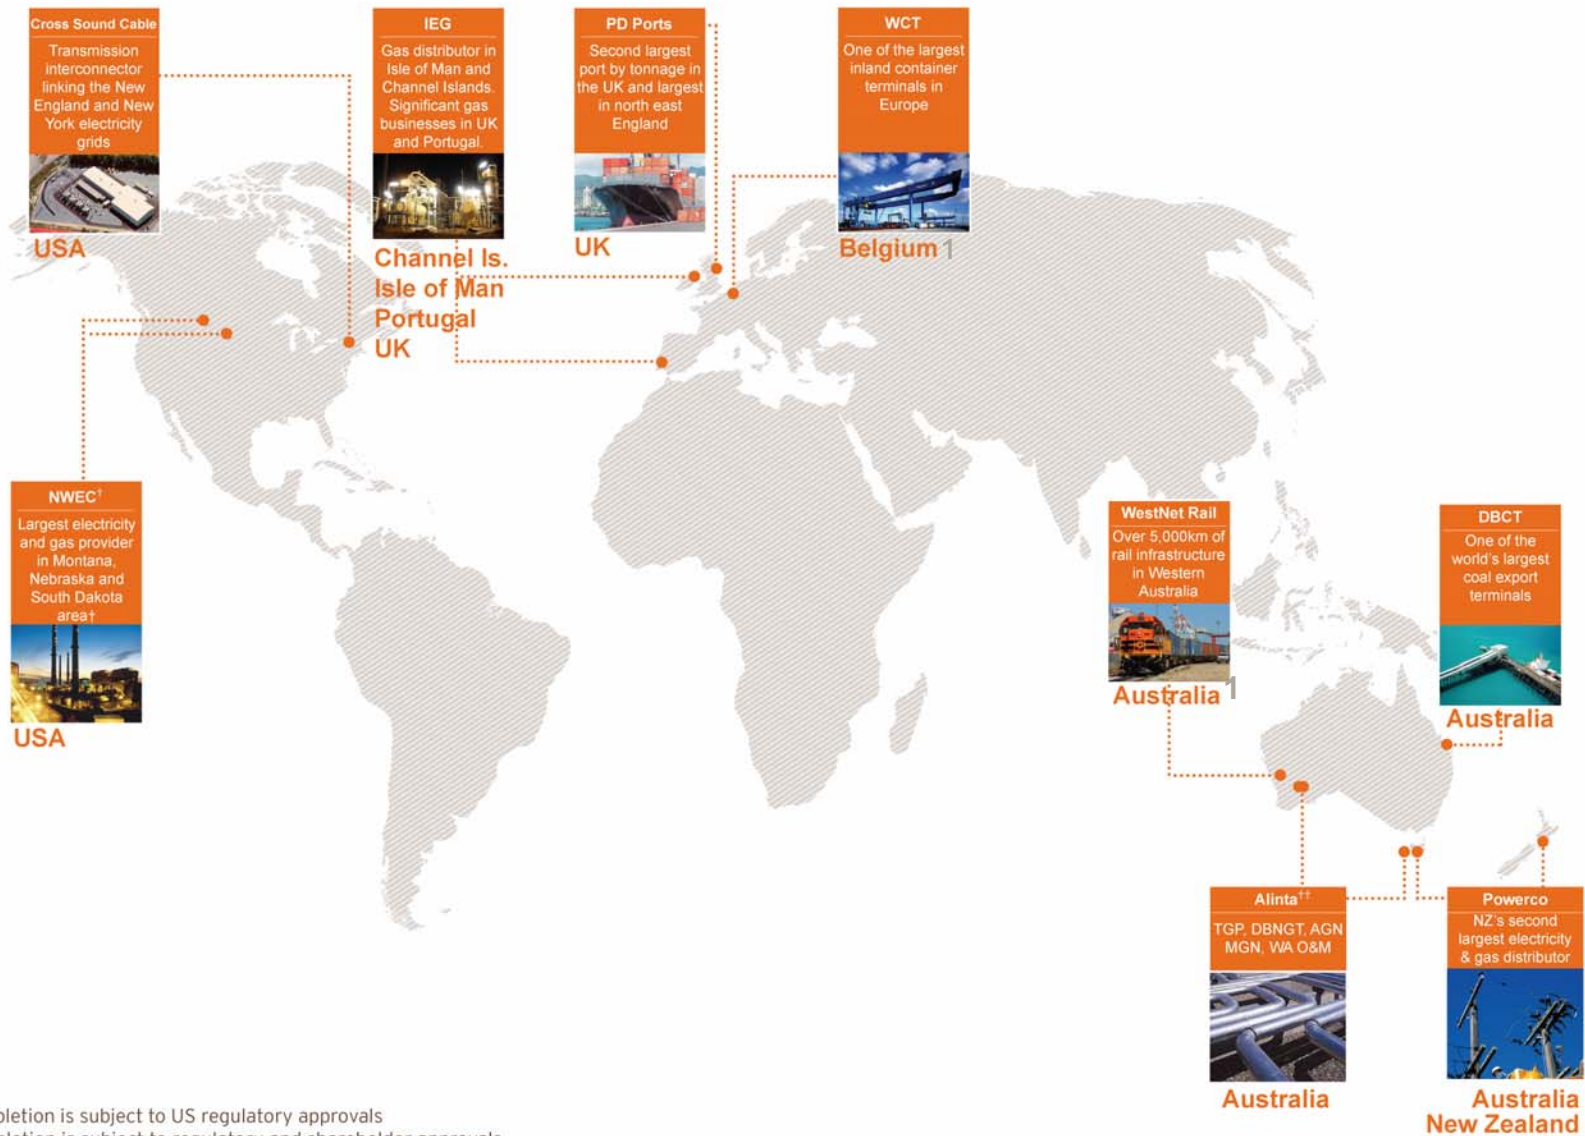 Cross Sound Cable
Transmission
interconnector
linking the New
England and New
York electricity
grids
USA
IEG
Gas distributor in
Isle of Man and
Channel Islands.
Significant gas
businesses in UK
and Portugal.
Channel Is.
Isle of Man
Portugal
UK
PD Ports
Second largest
port by tonnage in
the UK and largest
in north east
England
UK
WCT
One of the largest
inland container
terminals in
Europe
Belgium 1
NWEC†
Largest electricity
and gas provider
in Montana,
Nebraska and
South Dakota
area†
USA
WestNet Rail
Over 5,000km of
rail infrastructure
in Western
Australia
Australia 1
DBCT
One of the
world's largest
coal export
terminals
Australia
Alinta††
TGP, DBNGT, AGN
MGN, WA O&M
Australia
Powerco
NZ's second
largest electricity
& gas distributor
Australia
New Zealand
pletion is subject to US regulatory approvals